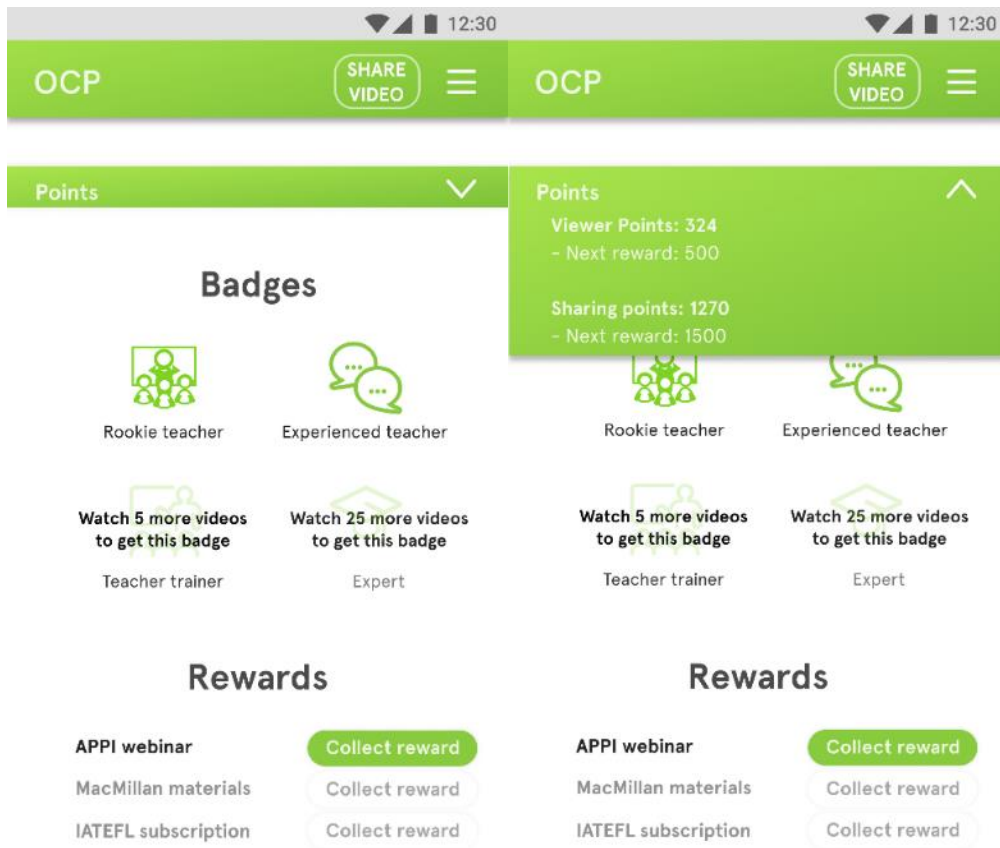 12:30
OCP
SHARE
VIDEO
Points
Badges
Rookie teacher
Experienced teacher
Watch 5 more videos
to get this badge
Watch 25 more videos
to get this badge
Teacher trainer
Expert
Rewards
APPI webinar
Collect reward
MacMillan materials
Collect reward
IATEFL subscription
Collect reward
12:30
OCP
SHARE
VIDEO
Points
Viewer Points: 324
- Next reward: 500
Sharing points: 1270
- Next reward: 1500
Rookie teacher
Experienced teacher
Watch 5 more videos
to get this badge
Watch 25 more videos
to get this badge
Teacher trainer
Expert
Rewards
APPI webinar
Collect reward
MacMillan materials
Collect reward
IATEFL subscription
Collect reward